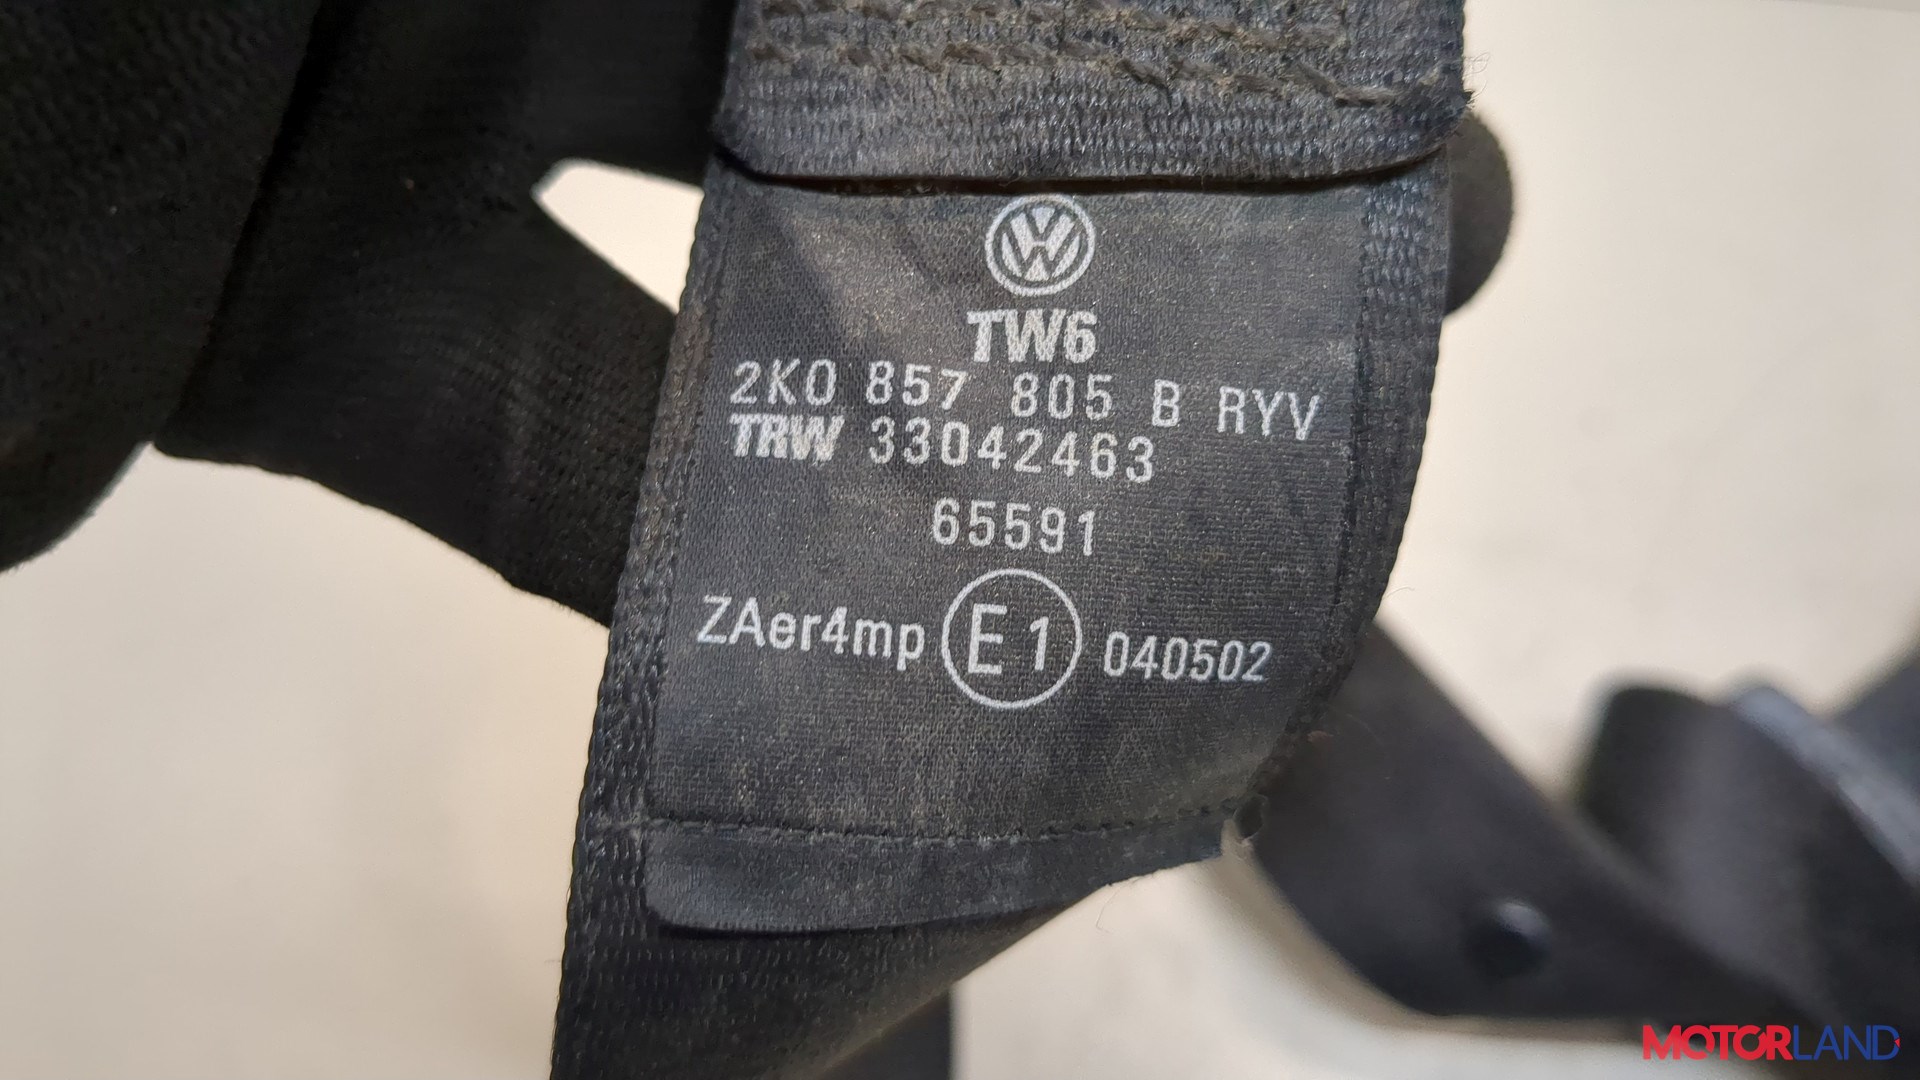 TW6
2K0 857 805 B RYV
TRW 33042463
65591
ZAer4mp E1 040502
MOTORLAND